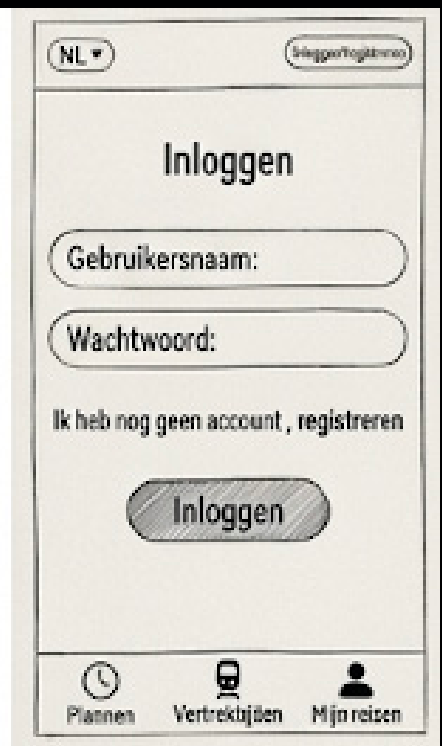 NL
Inloggen
Gebruikersnaam:
Wachtwoord:
Ik heb nog geen account, registreren
Inloggen
Plannen Vertrektijden Mijn reizen